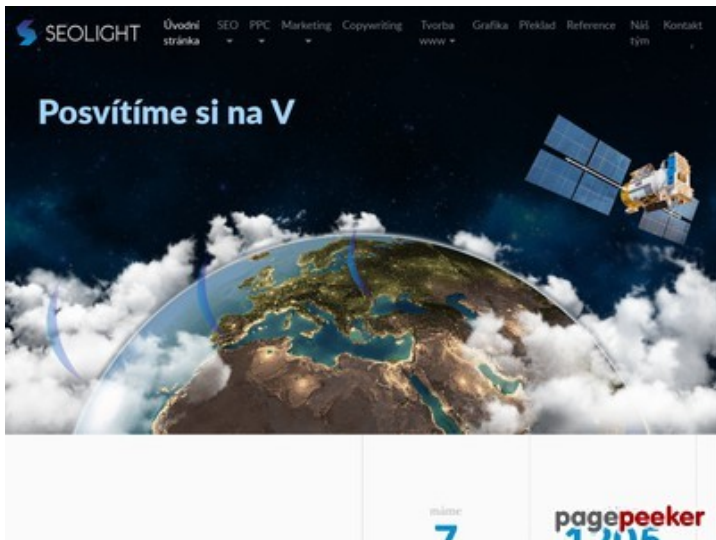 SEOLIGHT
Úvodní stránka
SEO
PPC
Marketing
Copywriting
Tvorba www
Grafika
Překlad
Reference
Náš tým
Kontakt
Posvítíme si na V
máme
7
pagepeeker